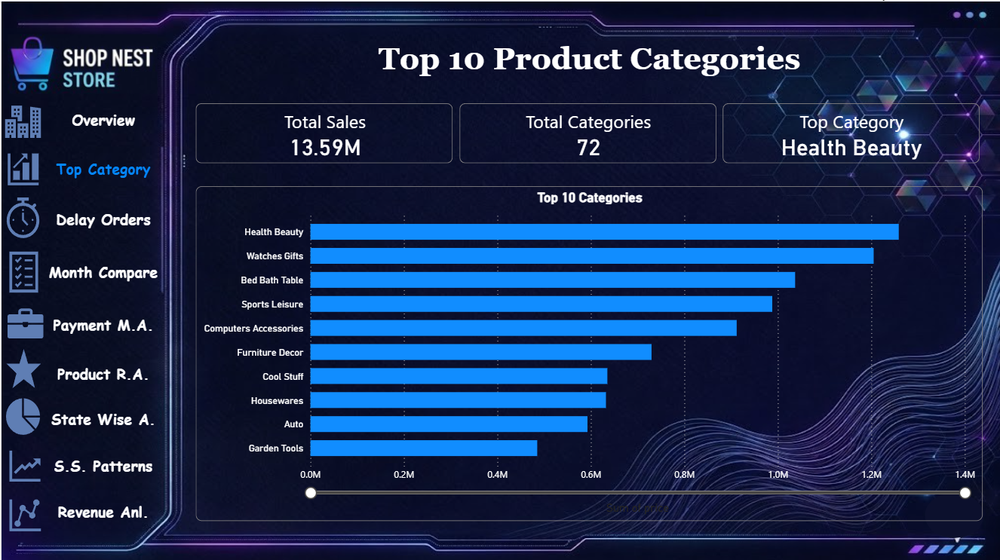 SHOP NEST
STORE
Overview
Top Category
Delay Orders
Month Compare
Payment M.A.
Product R.A.
State Wise A.
S.S. Patterns
Revenue Anl.
Top 10 Product Categories
Total Sales
13.59M
Total Categories
72
Top Category
Health Beauty
Top 10 Categories
Health Beauty
Watches Gifts
Bed Bath Table
Sports Leisure
Computers Accessories
Furniture Decor
Cool Stuff
Housewares
Auto
Garden Tools
0.0M 0.2M 0.4M 0.6M 0.8M 1.0M 1.2M 1.4M
Sum of price